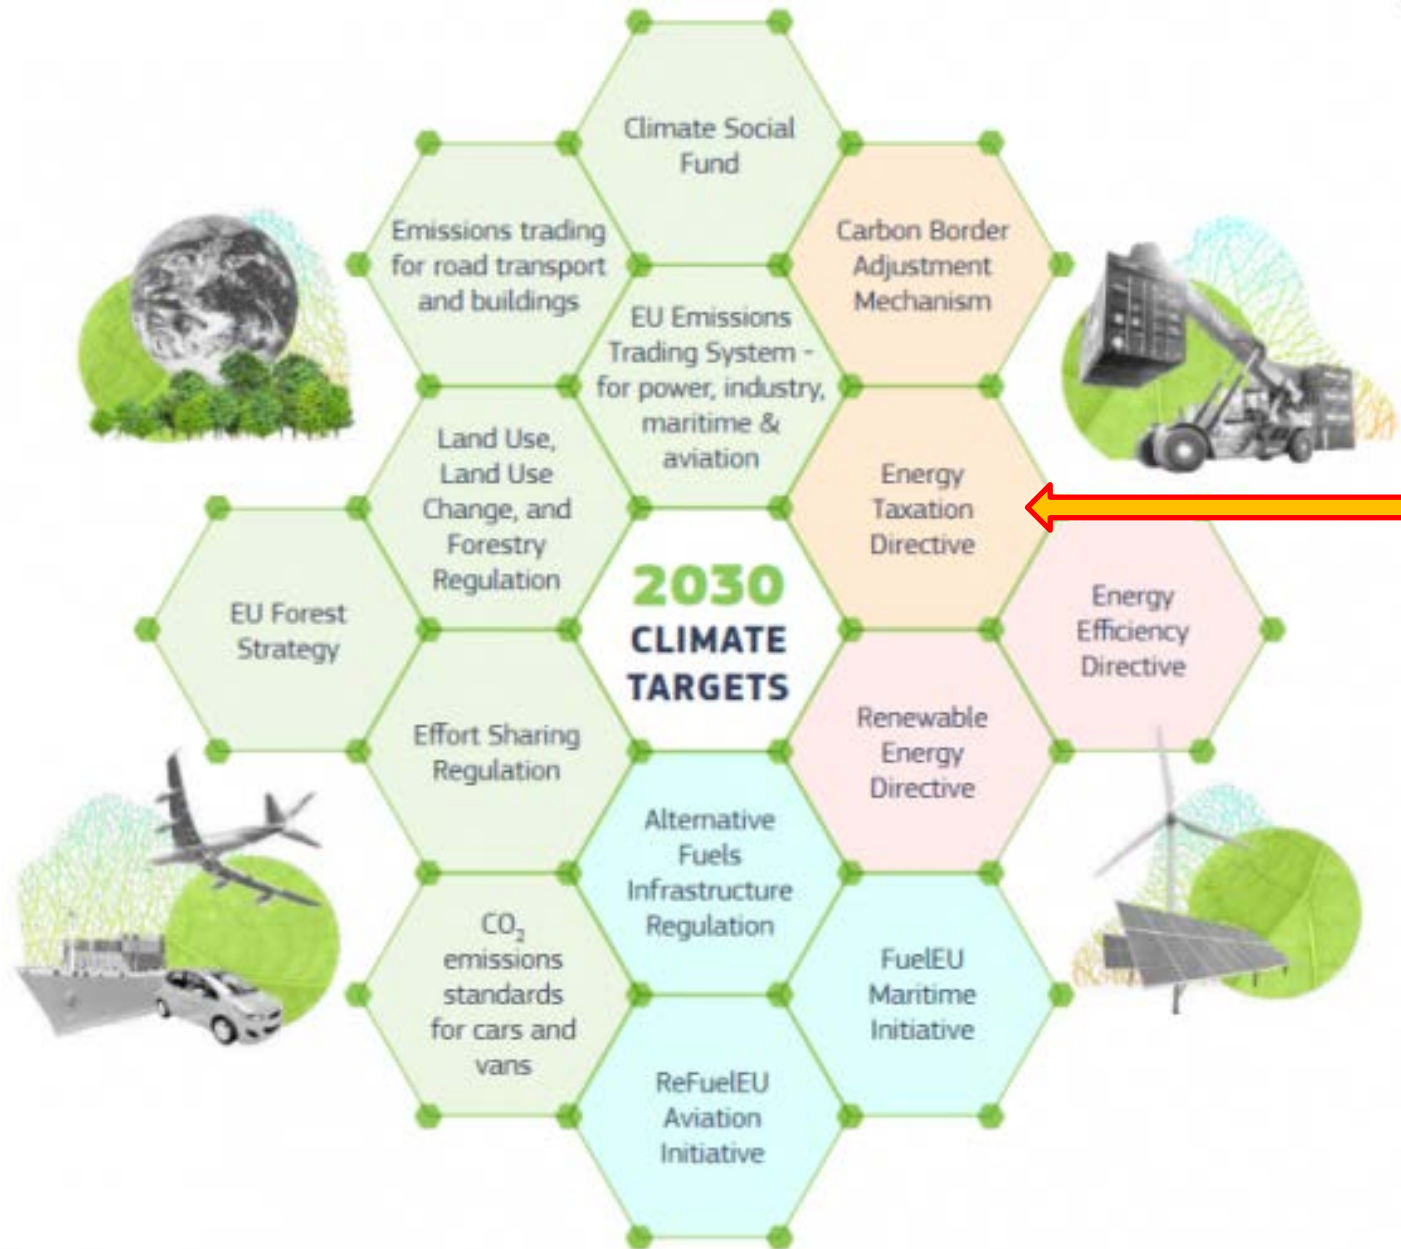 Climate Social
Fund
Emissions trading
for road transport
and buildings
Carbon Border
Adjustment
Mechanism
EU Emissions
Trading System -
for power, industry,
maritime &
aviation
Land Use,
Land Use
Change, and
Forestry
Regulation
Energy
Taxation
Directive
EU Forest
Strategy
2030
CLIMATE
TARGETS
Energy
Efficiency
Directive
Effort Sharing
Regulation
Renewable
Energy
Directive
Alternative
Fuels
Infrastructure
Regulation
CO₂
emissions
standards
for cars and
vans
FuelEU
Maritime
Initiative
ReFuelEU
Aviation
Initiative